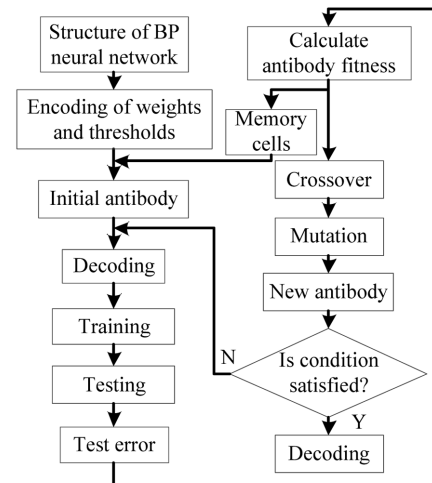 Structure of BP
neural network
Encoding of weights
and thresholds
Initial antibody
Decoding
Training
Testing
Test error
Calculate
antibody fitness
Memory
cells
Crossover
Mutation
New antibody
Is condition
satisfied?
N
Y
Decoding